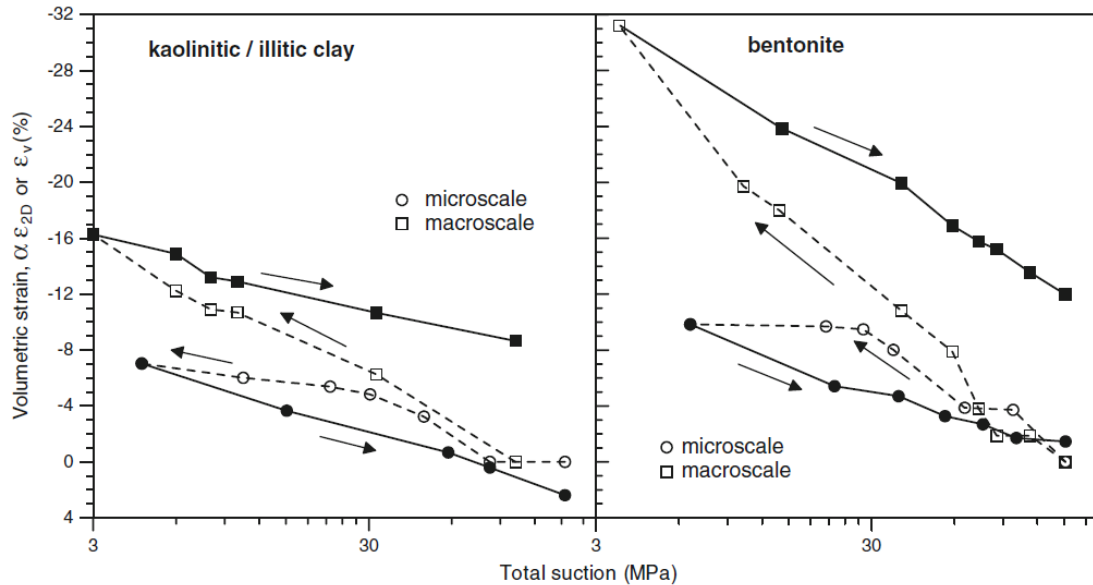 -32
-28
-24
-20
-16
-12
-8
-4
0
4
Volumetric strain, α ε2D or εv(%)
kaolinitic / illitic clay
microscale
macroscale
bentonite
microscale
macroscale
3
30
3
30
Total suction (MPa)